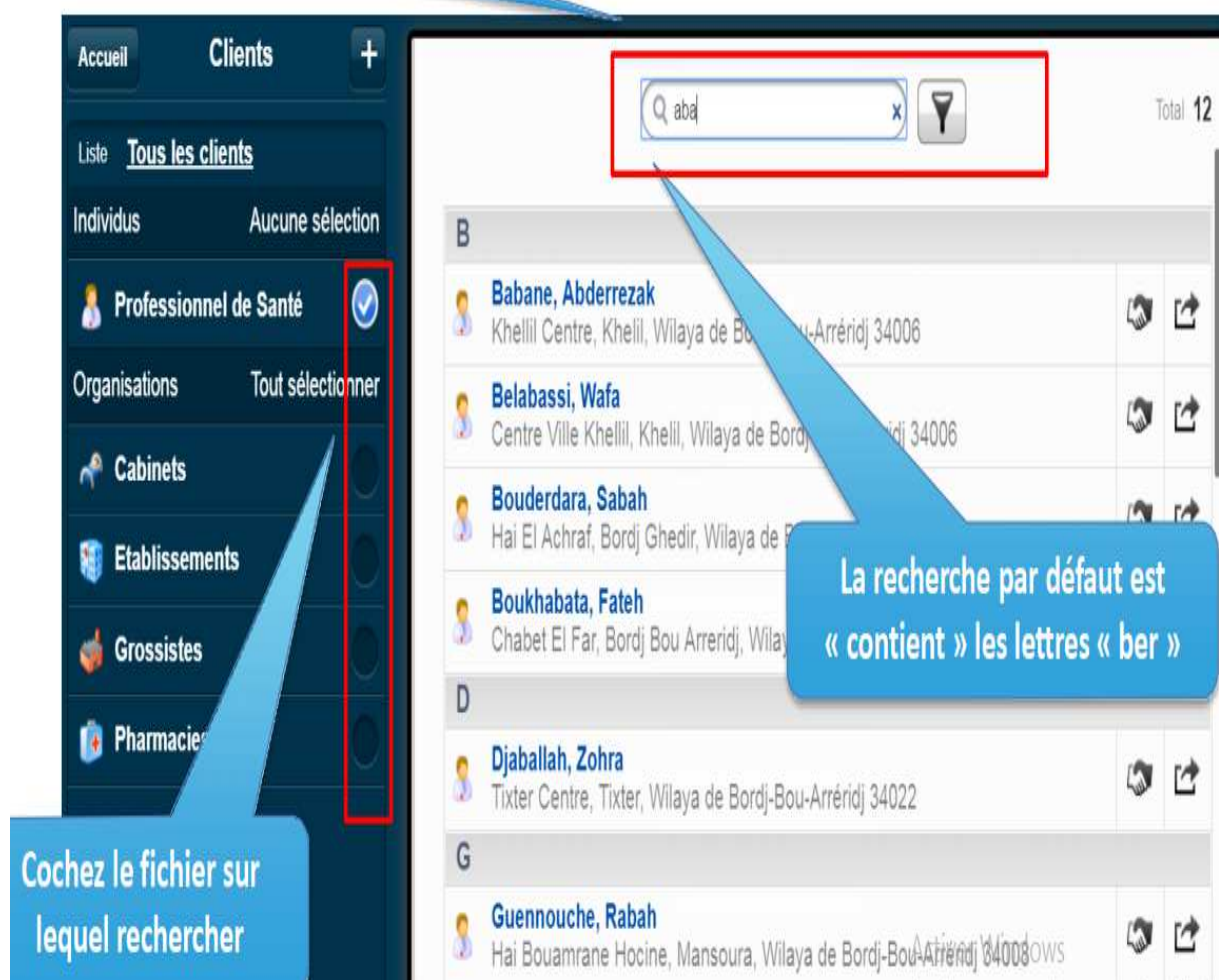 Accueil Clients +
Liste Tous les clients
Individus Aucune sélection
Professionnel de Santé
Organisations Tout sélectionner
Cabinets
Etablissements
Grossistes
Pharmacies
Cochez le fichier sur
lequel rechercher
aba x
Total 12
B
Babane, Abderrezak
Khellil Centre, Khelil, Wilaya de 34006
Belabassi, Wafa
Centre Ville Khellil, Khelil, Wilaya de 34006
Bouderdara, Sabah
Hai El Achraf, Bordj Ghedir, Wilaya de
Boukhabata, Fateh
Chabet El Far, Bordj Bou Arreridj,
La recherche par défaut est
« contient » les lettres « ber »
D
Djaballah, Zohra
Tixter Centre, Tixter, Wilaya de Bordj-Bou-Arréridj 34022
G
Guennouche, Rabah
Hai Bouamrane Hocine, Mansoura, Wilaya de Bordj-Bou-Arréridj 34008